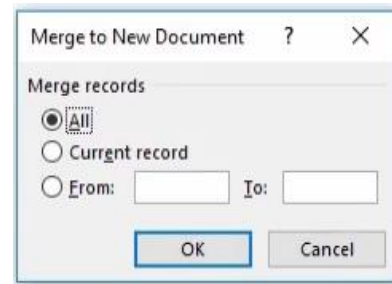 Merge to New Document ? ×
Merge records
All
Current record
From: To:
OK Cancel